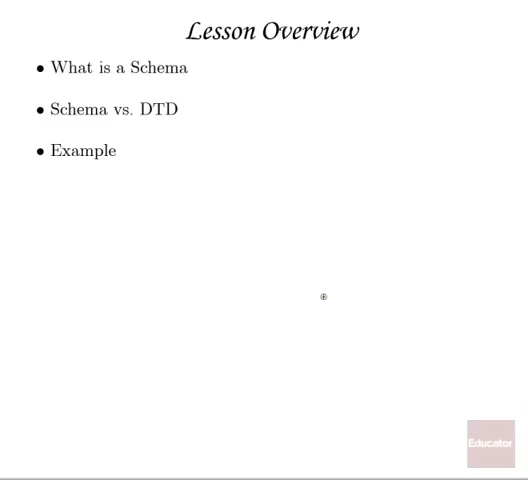 Lesson Overview
• What is a Schema
• Schema vs. DTD
• Example
Educator